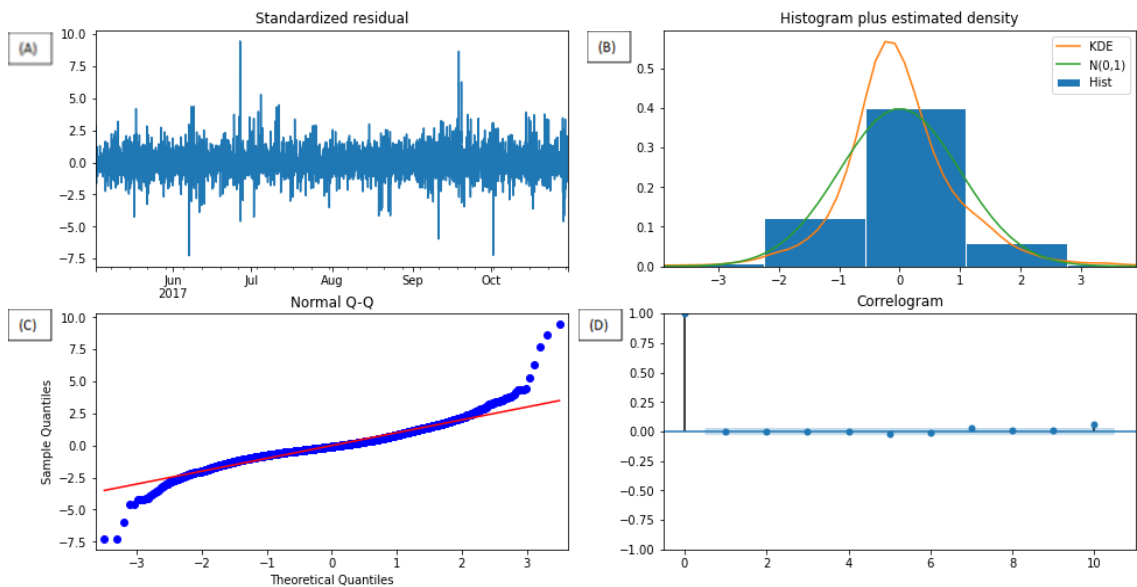 Standardized residual
(A)
10.0
7.5
5.0
2.5
0.0
−2.5
−5.0
−7.5
Jun
2017
Jul
Aug
Sep
Oct
Histogram plus estimated density
(B)
KDE
N(0,1)
Hist
0.5
0.4
0.3
0.2
0.1
0.0
−3 −2 −1 0 1 2 3
Normal Q-Q
(C)
Sample Quantiles
10.0
7.5
5.0
2.5
0.0
−2.5
−5.0
−7.5
−3 −2 −1 0 1 2 3
Theoretical Quantiles
Correlogram
(D)
1.00
0.75
0.50
0.25
0.00
−0.25
−0.50
−0.75
−1.00
0 2 4 6 8 10